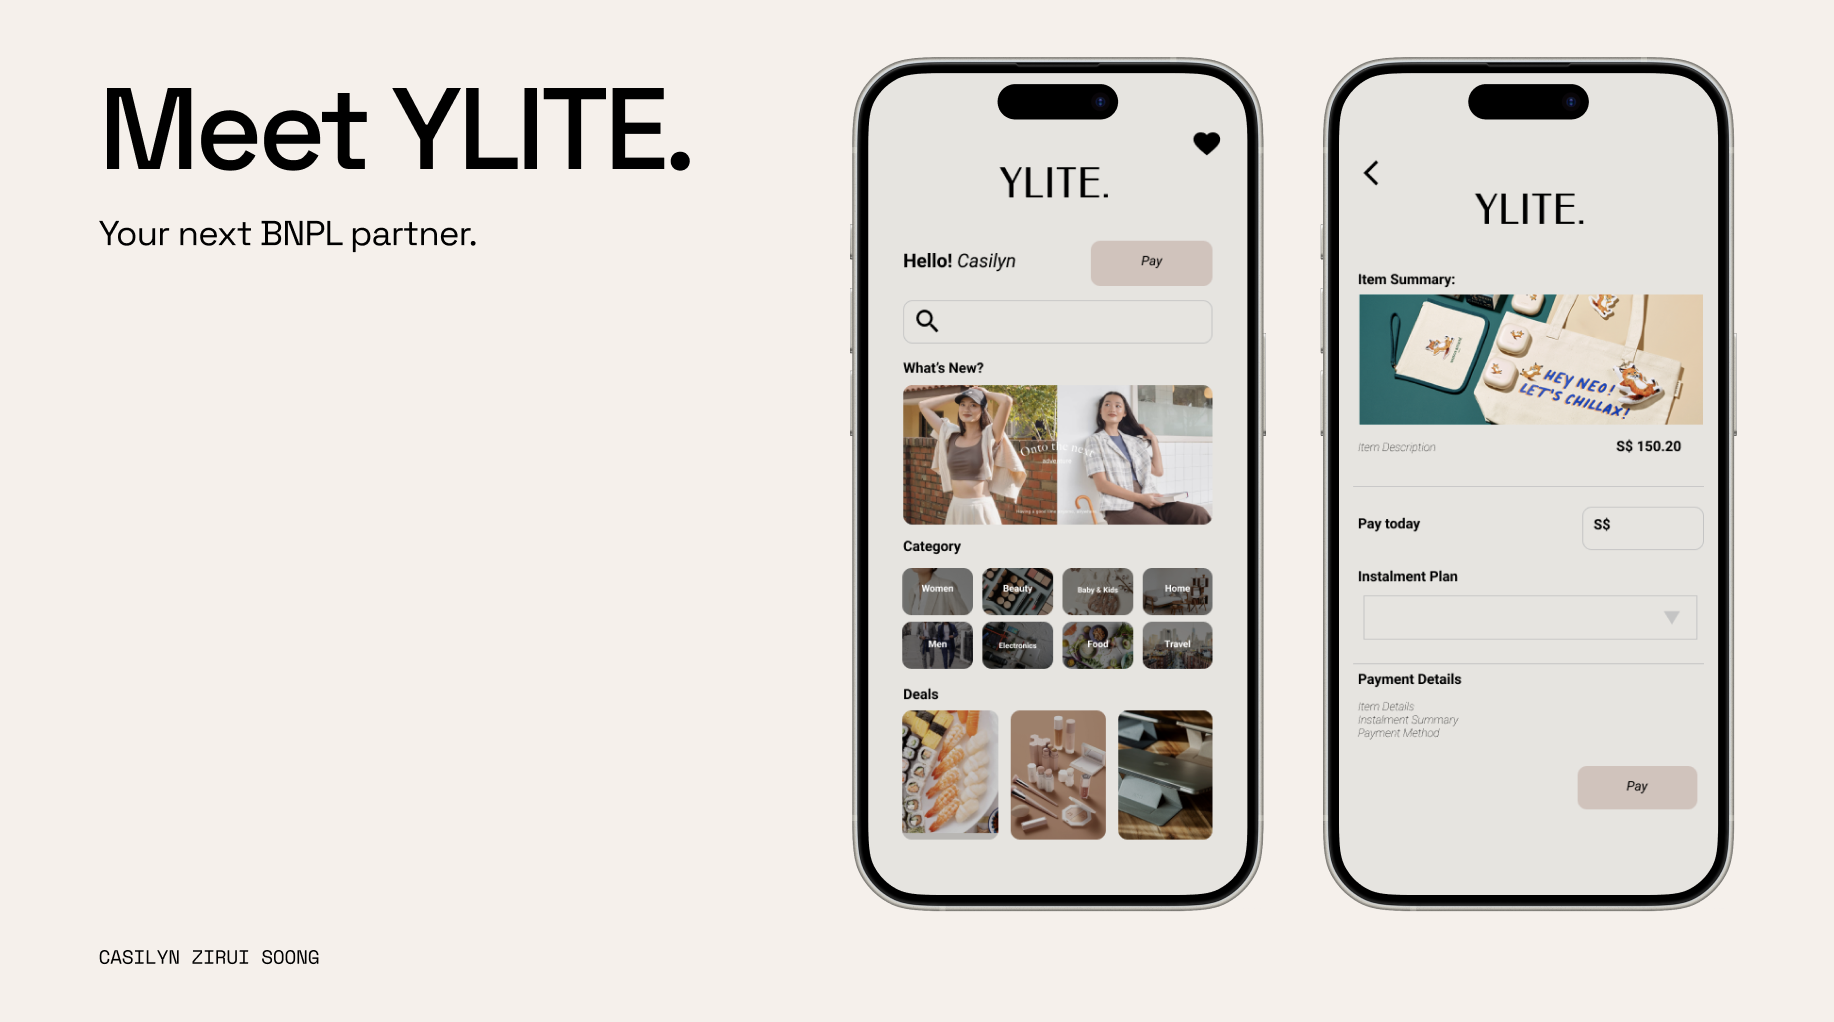 Meet YLITE.
Your next BNPL partner.
CASILYN ZIRUI SOONG
YLITE.
Hello! Casilyn
Pay
What's New?
Onto the next
Category
Women
Beauty
Baby & Kids
Home
Men
Electronics
Food
Travel
Deals
YLITE.
Item Summary:
HEY NEO!
LET'S CHILLAX!
Item Description
S$ 150.20
Pay today
S$
Instalment Plan
Payment Details
Item Details
Instalment Summary
Payment Method
Pay